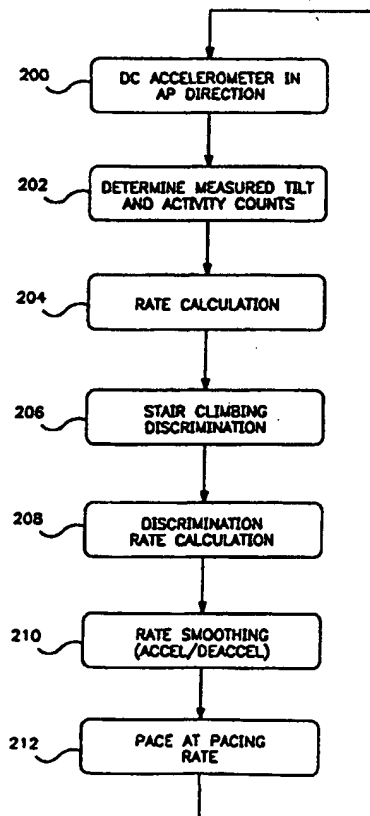 200
DC ACCELEROMETER IN
AP DIRECTION
202
DETERMINE MEASURED TILT
AND ACTIVITY COUNTS
204
RATE CALCULATION
206
STAIR CLIMBING
DISCRIMINATION
208
DISCRIMINATION
RATE CALCULATION
210
RATE SMOOTHING
(ACCEL/DEACCEL)
212
PACE AT PACING
RATE